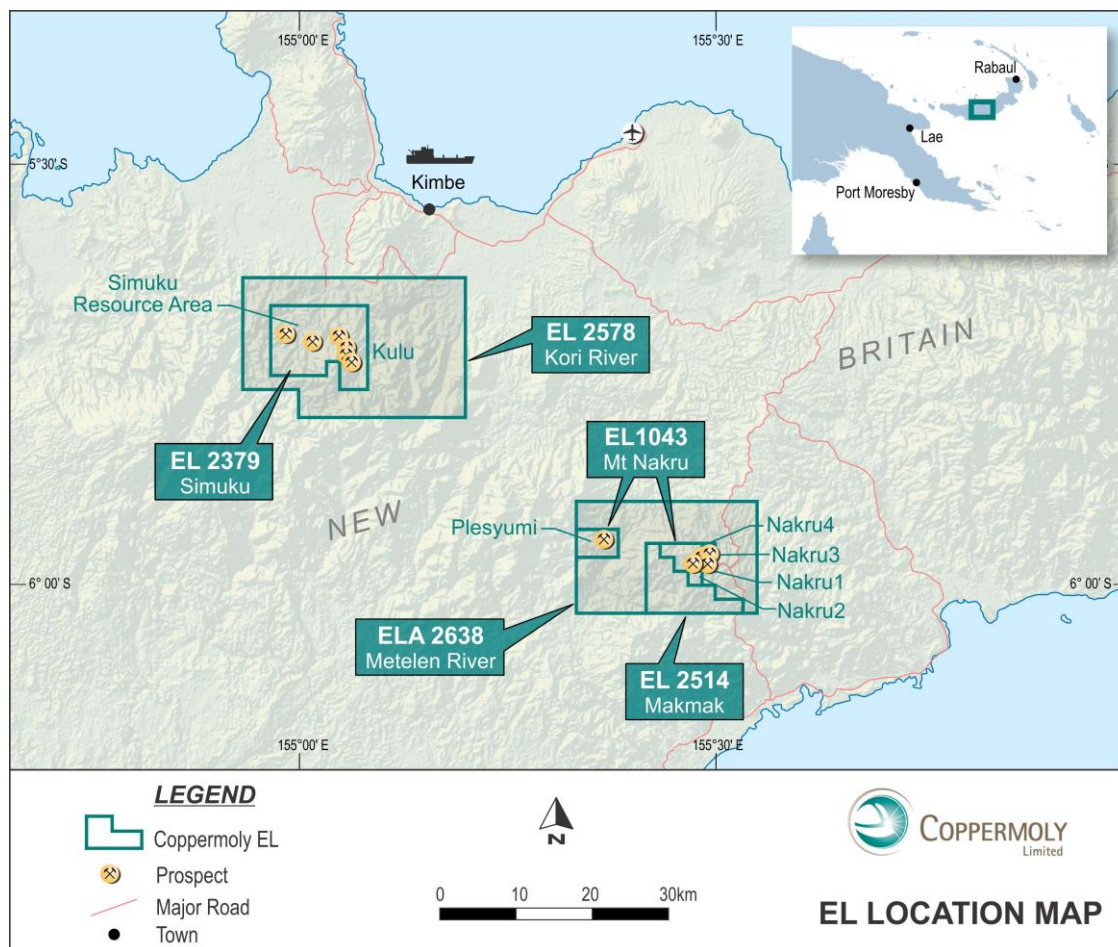 155°00' E
155°30' E
Rabaul
Lae
Port Moresby
5°30' S
Kimbe
Simuku
Resource Area
Kulu
EL 2578
Kori River
BRITAIN
EL 2379
Simuku
EL1043
Mt Nakru
NEW
Plesyumi
Nakru4
Nakru3
Nakru1
Nakru2
6° 00' S
6° 00' S
ELA 2638
Metelen River
EL 2514
Makmak
155°00' E
155°30' E
LEGEND
Coppermoly EL
Prospect
Major Road
Town
N
0 10 20 30km
COPPERMOLY
Limited
EL LOCATION MAP